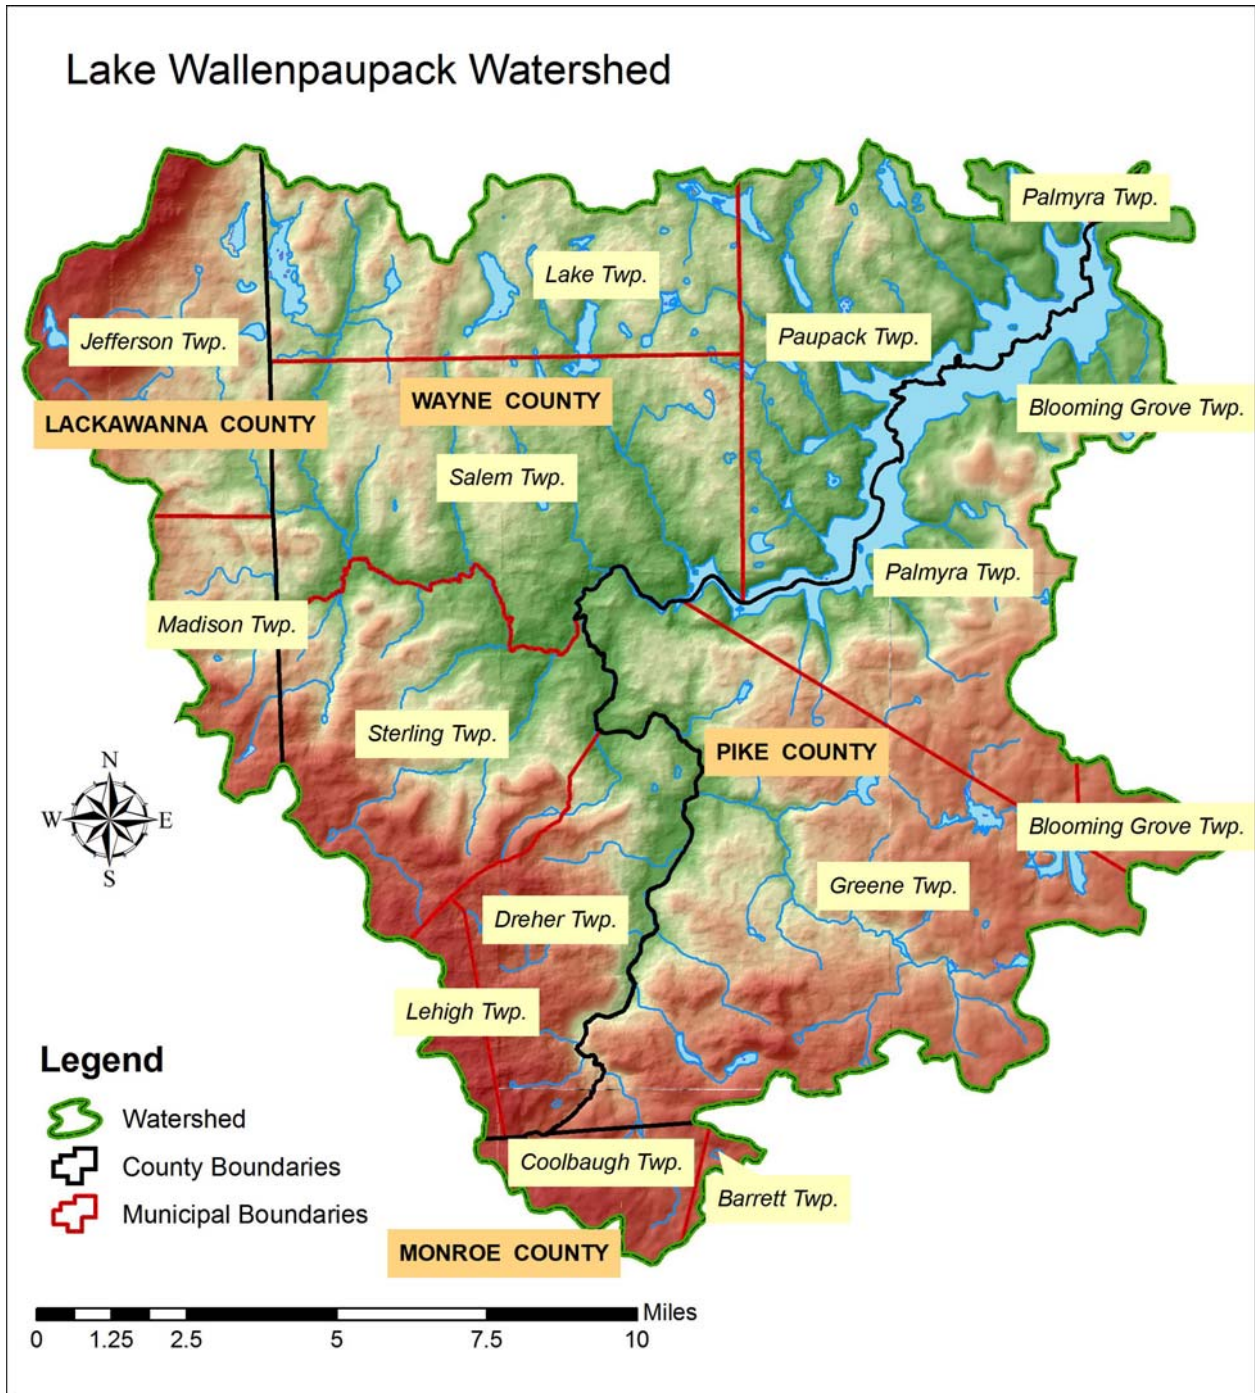 Lake Wallenpaupack Watershed
Palmyra Twp.
Lake Twp.
Paupack Twp.
Jefferson Twp.
WAYNE COUNTY
Blooming Grove Twp.
LACKAWANNA COUNTY
Salem Twp.
Palmyra Twp.
Madison Twp.
Sterling Twp.
PIKE COUNTY
N
W
E
S
Blooming Grove Twp.
Greene Twp.
Dreher Twp.
Lehigh Twp.
Legend
Watershed
County Boundaries
Municipal Boundaries
Coolbaugh Twp.
Barrett Twp.
MONROE COUNTY
Miles
0 1.25 2.5 5 7.5 10